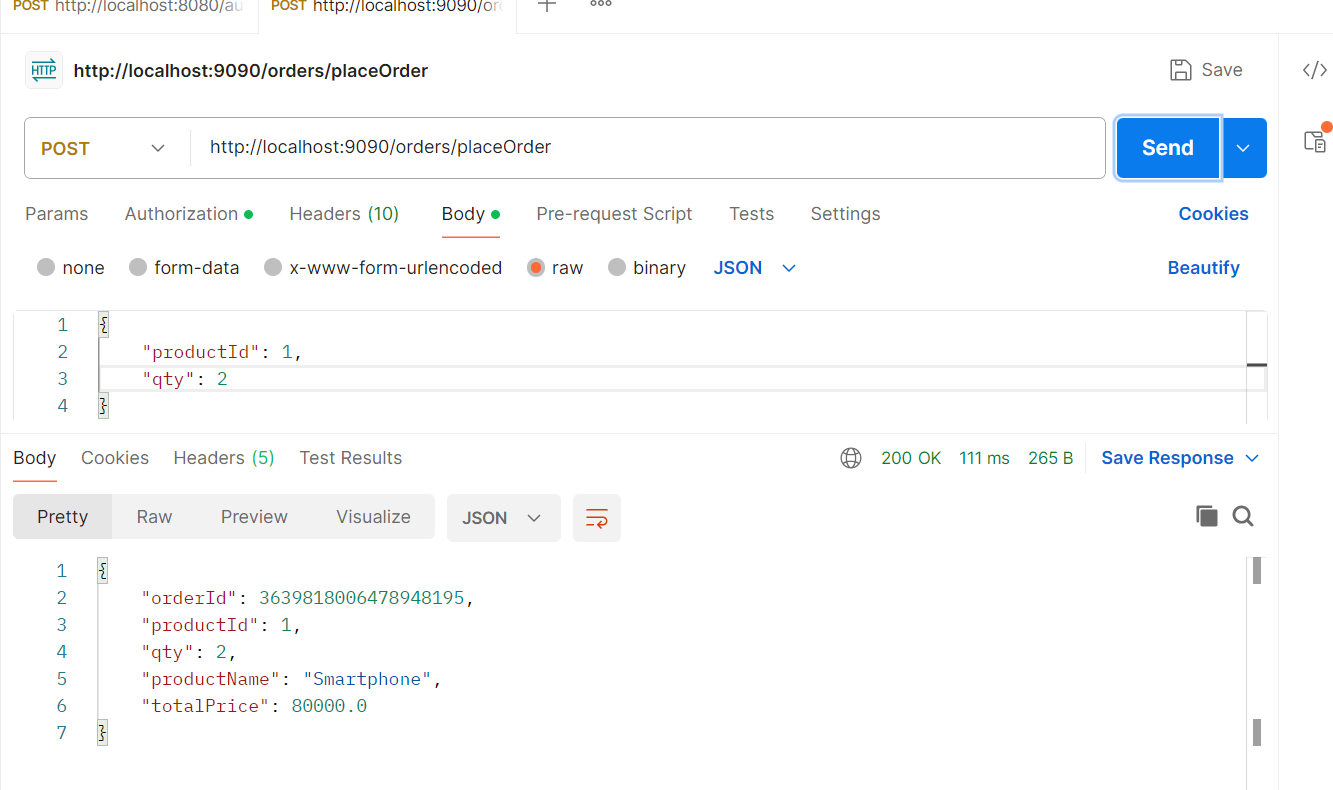 POST http://localhost:8080/au POST http://localhost:9090/ord
HTTP http://localhost:9090/orders/placeOrder Save
POST http://localhost:9090/orders/placeOrder Send
Params Authorization Headers (10) Body Pre-request Script Tests Settings Cookies
none form-data x-www-form-urlencoded raw binary JSON Beautify
1 {
2 "productId": 1,
3 "qty": 2
4 }
Body Cookies Headers (5) Test Results 200 OK 111 ms 265 B Save Response
Pretty Raw Preview Visualize JSON
1 {
2 "orderId": 3639818006478948195,
3 "productId": 1,
4 "qty": 2,
5 "productName": "Smartphone",
6 "totalPrice": 80000.0
7 }